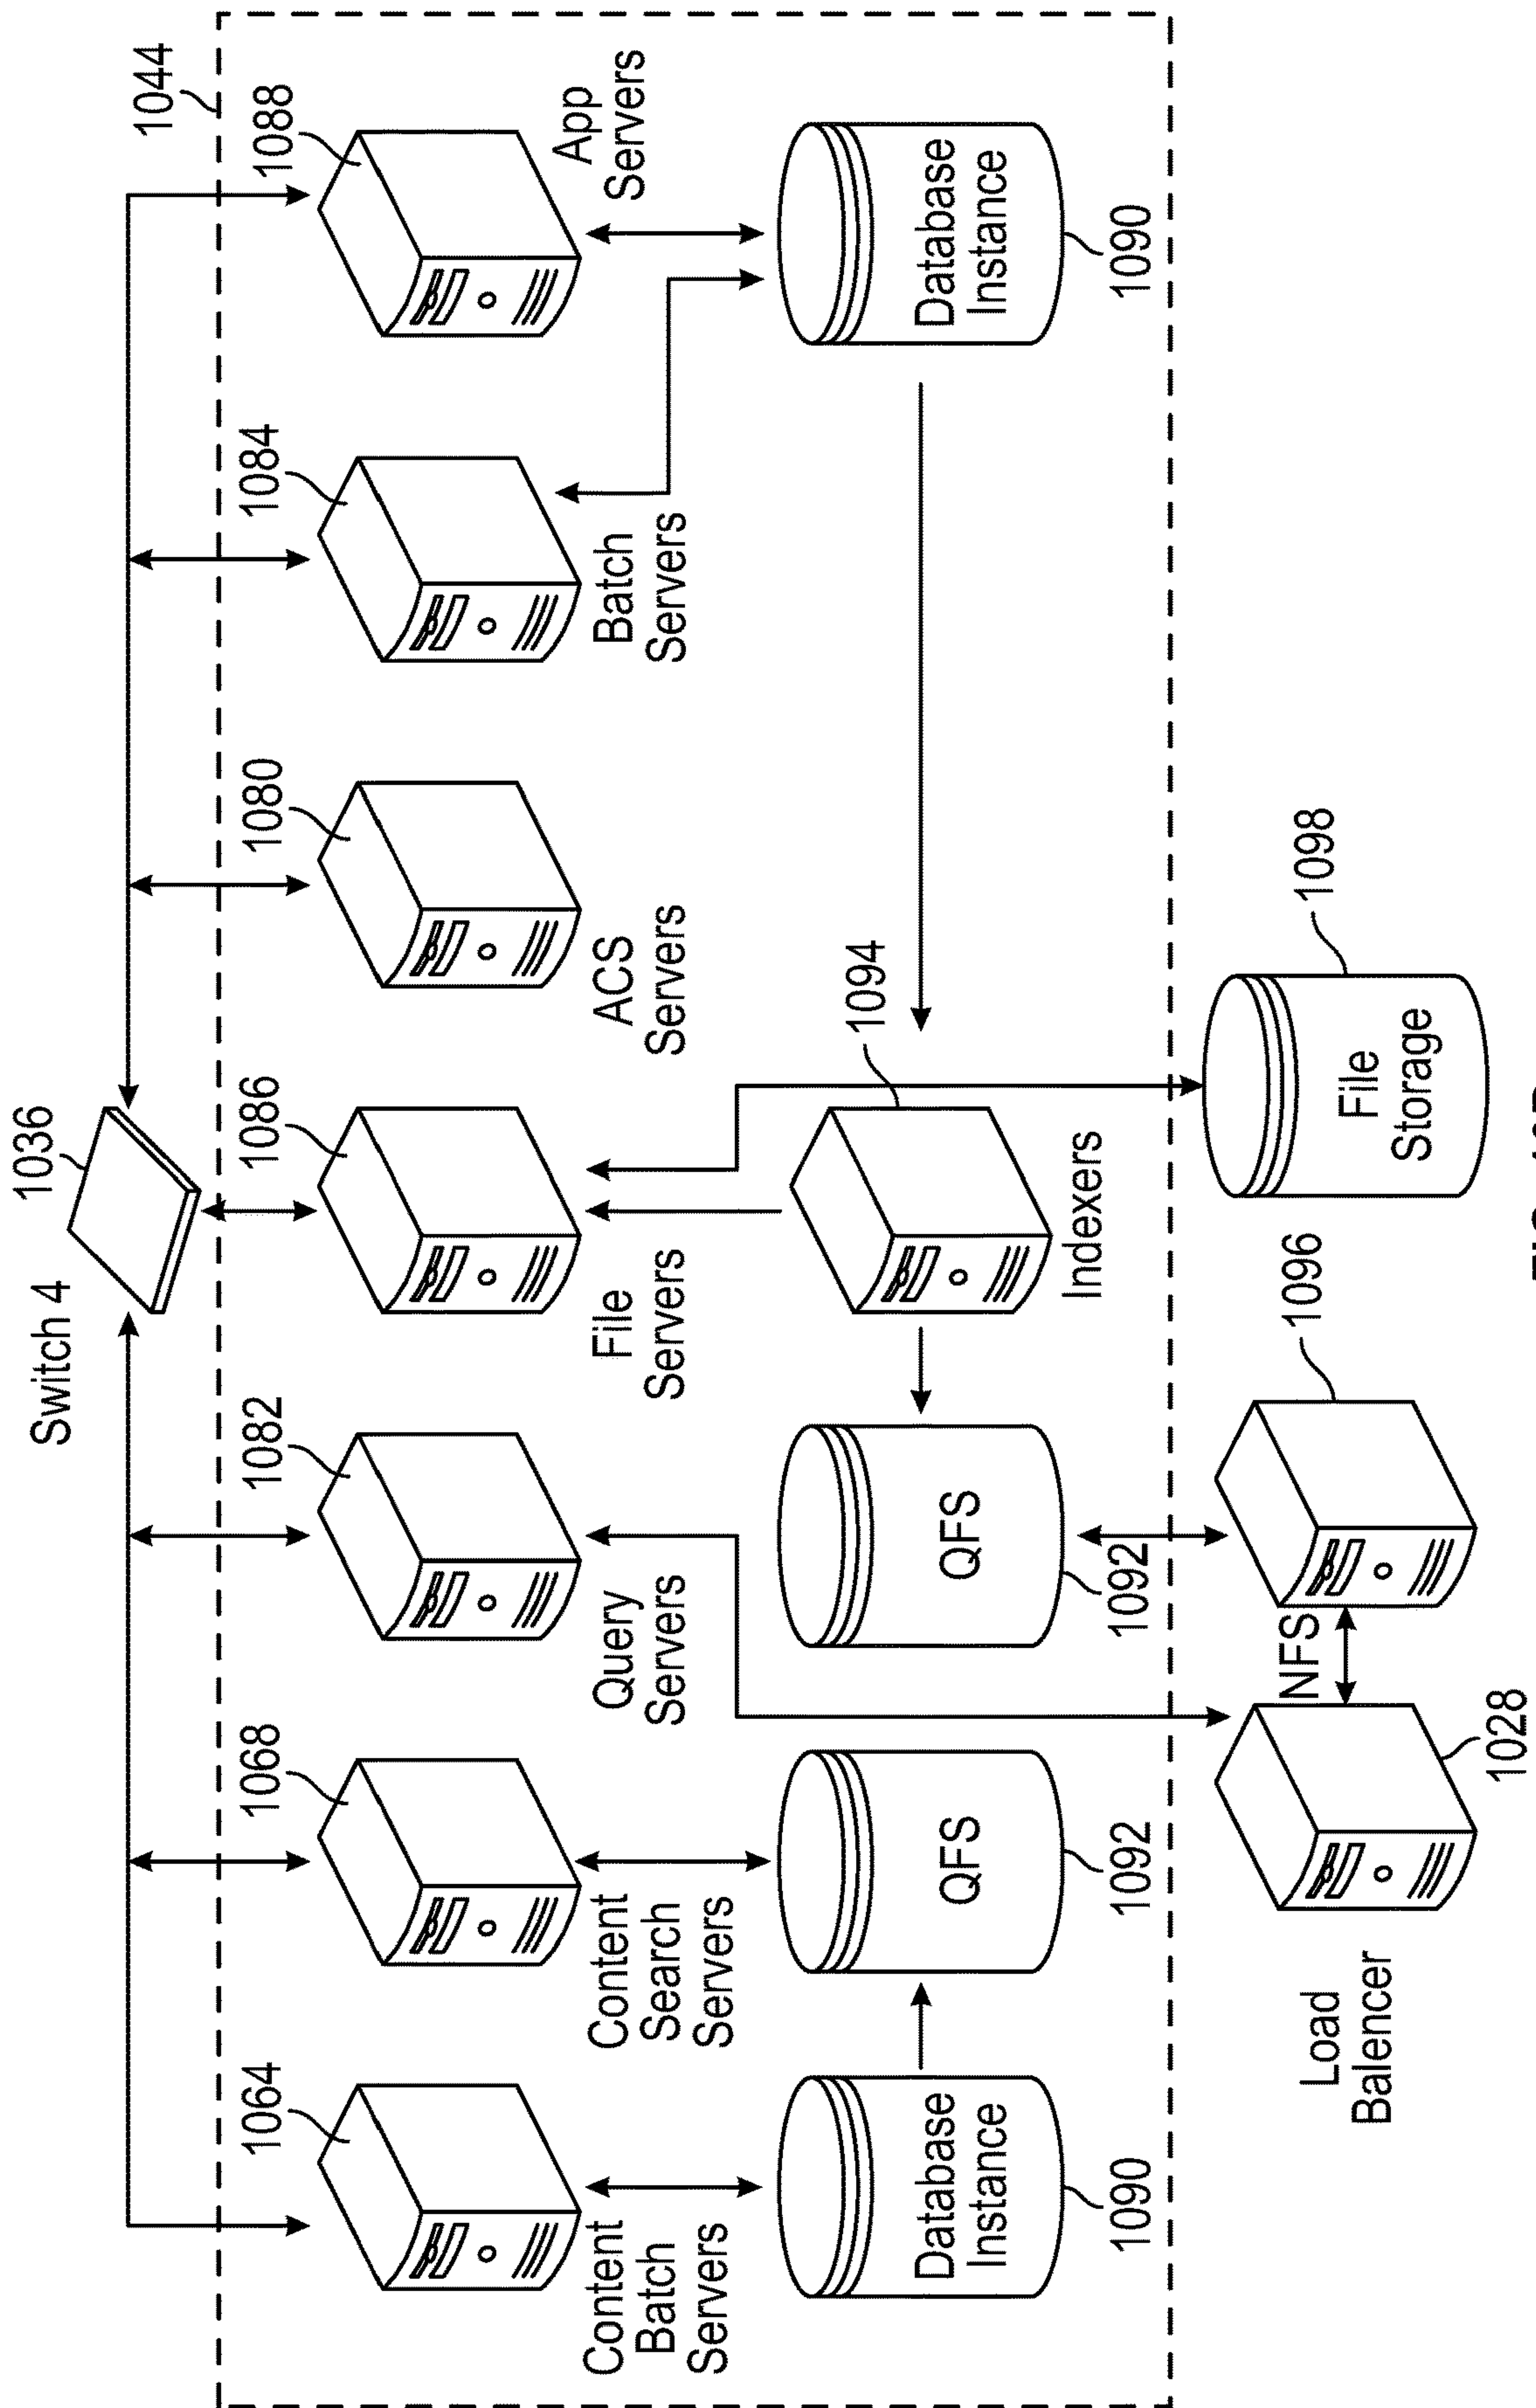 1036
Switch 4
1044
1064
1068
1082
1086
1080
1084
1088
Content
Batch
Servers
Content
Search
Servers
Query
Servers
File
Servers
ACS
Servers
Batch
Servers
App
Servers
Database
Instance
1090
QFS
1092
QFS
1092
1094
Indexers
Database
Instance
1090
Load
Balencer
1028
NFS
1096
File
Storage
1098